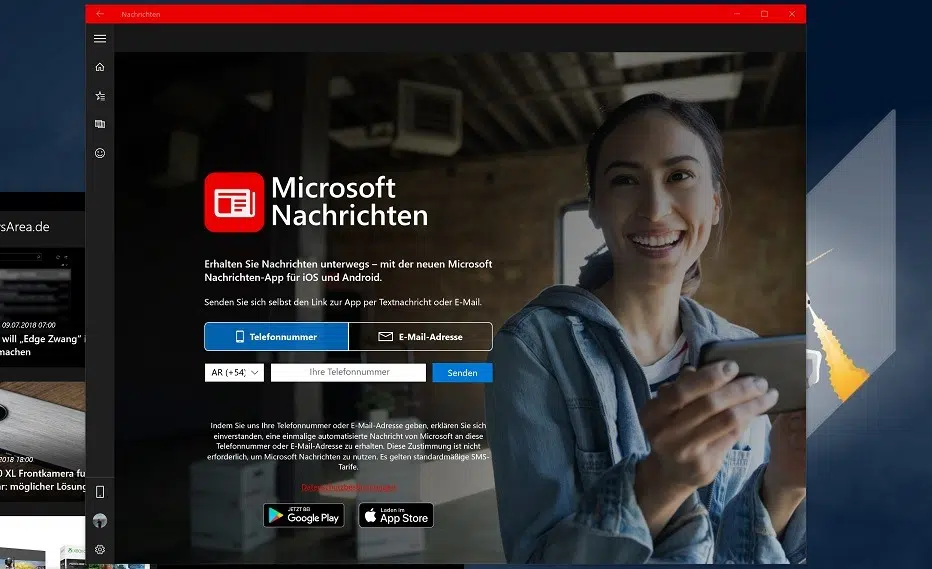 Nachrichten
Microsoft
Nachrichten
Erhalten Sie Nachrichten unterwegs – mit der neuen Microsoft
Nachrichten-App für iOS und Android.
Senden Sie sich selbst den Link zur App per Textnachricht oder E-Mail.
Telefonnummer
E-Mail-Adresse
AR (+54)
Ihre Telefonnummer
Senden
Indem Sie uns Ihre Telefonnummer oder E-Mail-Adresse geben, erklären Sie sich
einverstanden, eine einmalige automatisierte Nachricht von Microsoft an diese
Telefonnummer oder E-Mail-Adresse zu erhalten. Diese Zustimmung ist nicht
erforderlich, um Microsoft Nachrichten zu nutzen. Es gelten standardmäßige SMS-
Tarife.
JETZT BEI
Google Play
Laden im
App Store
sArea.de
09.07.2018 07:00
will „Edge Zwang" i
machen
2018 18:00
0 XL Frontkamera fu
ar: möglicher Lösung